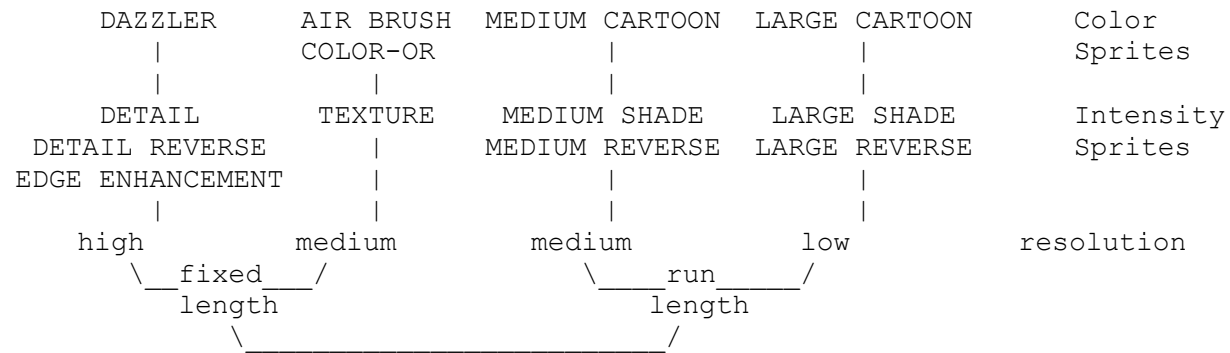 DAZZLER AIR BRUSH MEDIUM CARTOON LARGE CARTOON Color
COLOR-OR Sprites
DETAIL TEXTURE MEDIUM SHADE LARGE SHADE Intensity
DETAIL REVERSE MEDIUM REVERSE LARGE REVERSE Sprites
EDGE ENHANCEMENT
high medium medium low resolution
fixed run
length length